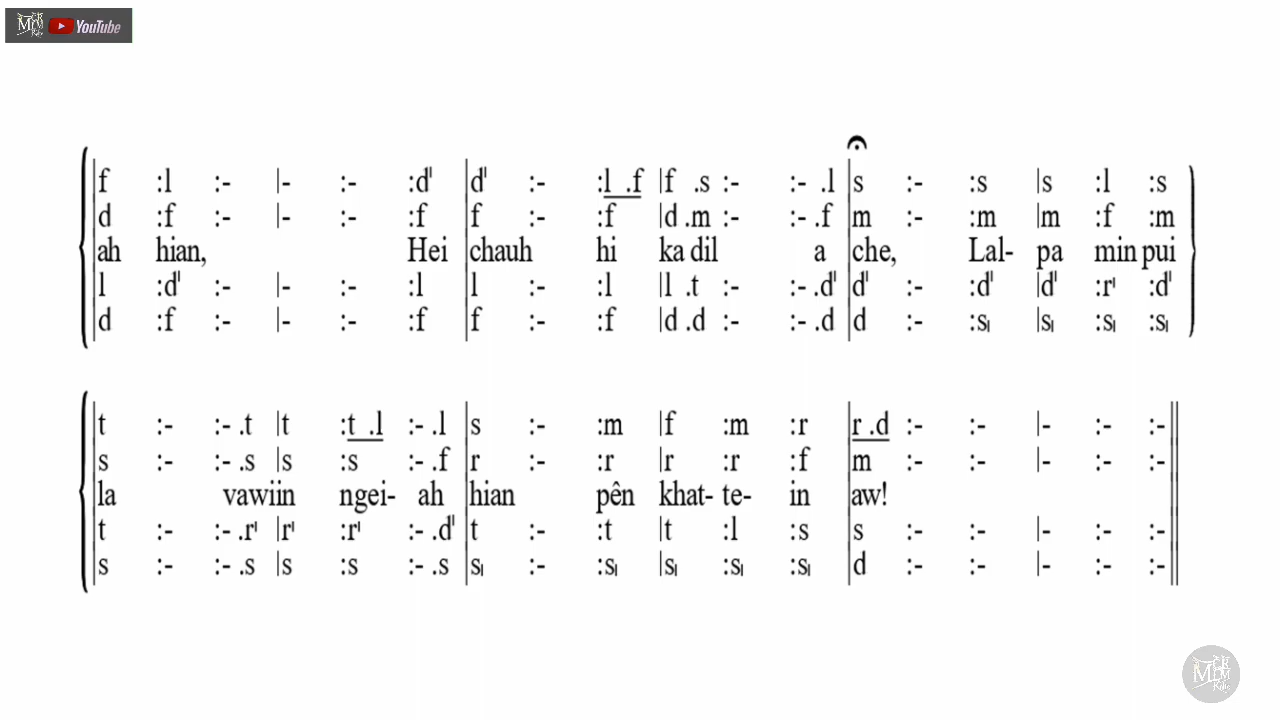 YouTube
f :l :- |- :- :d' |d' :- :l .f |f .s :- :- .l |s :- :s |s :l :s
d :f :- |- :- :f |f :- :f |d .m :- :- .f |m :- :m |m :f :m
ah hian, Hei chauh hi ka dil a che, Lal- pa min pui
l :d' :- |- :- :l |l :- :l |l .t :- :- .d' |d' :- :d' |d' :r' :d'
d :f :- |- :- :f |f :- :f |d .d :- :- .d |d :- :s, |s, :s, :s,
t :- :- .t |t :t .l :- .l |s :- :m |f :m :r |r .d :- :- |- :- :-
s :- :- .s |s :s :- .f |r :- :r |r :r :f |m :- :- |- :- :-
la vawiin ngei- ah hian pên khat- te- in aw!
t :- :- .r' |r' :r' :- .d' |t :- :t |t :l :s |s :- :- |- :- :-
s :- :- .s |s :s :- .s |s, :- :s, |s, :s, :s, |d :- :- |- :- :-